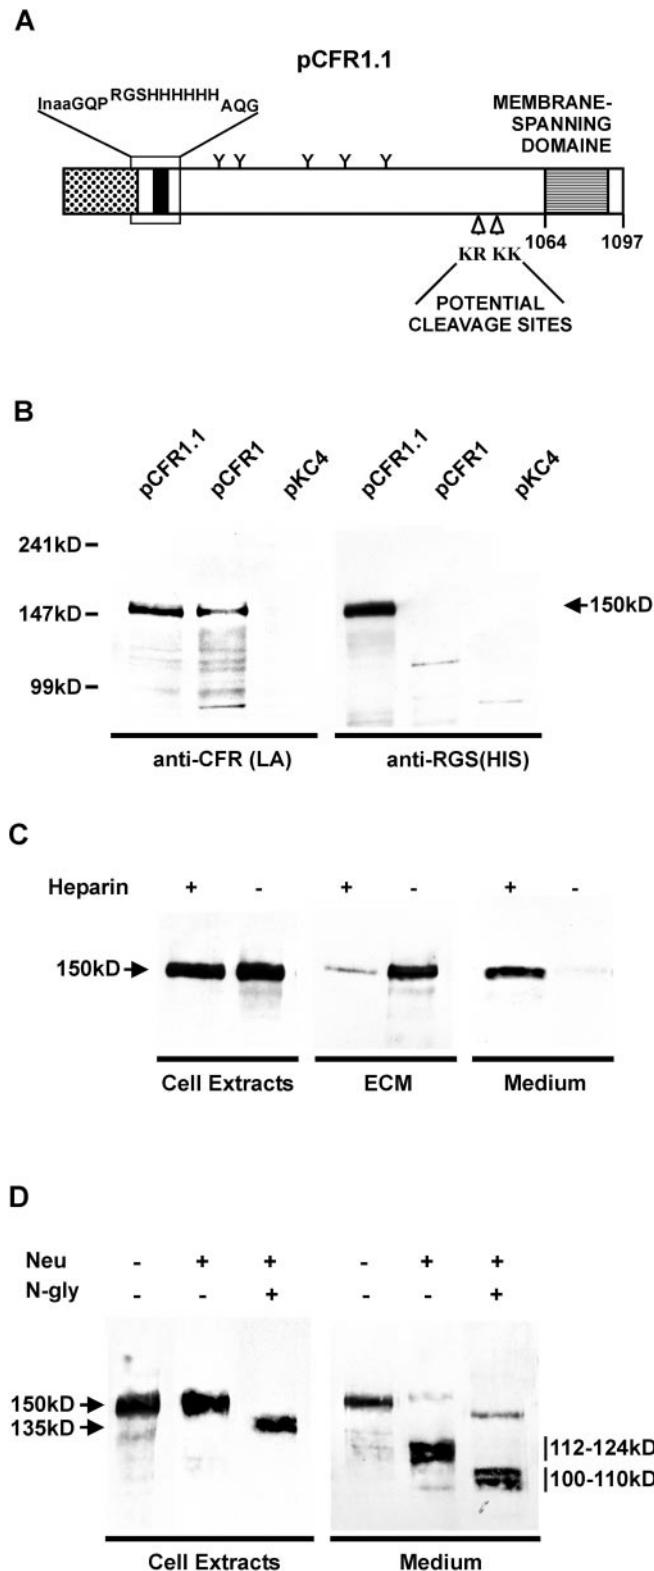 A
pCFR1.1
InaaGQP RGSHHHHHH AQG
MEMBRANE-
SPANNING
DOMAINE
Y Y Y Y Y
1064 1097
KR KK
POTENTIAL
CLEAVAGE SITES
B
pCFR1.1 pCFR1 pKC4 pCFR1.1 pCFR1 pKC4
241kD
147kD
150kD
99kD
anti-CFR (LA) anti-RGS(HIS)
C
Heparin + - + - + -
150kD
Cell Extracts ECM Medium
D
Neu - + + - + +
N-gly - - + - - +
150kD
135kD
112-124kD
100-110kD
Cell Extracts Medium